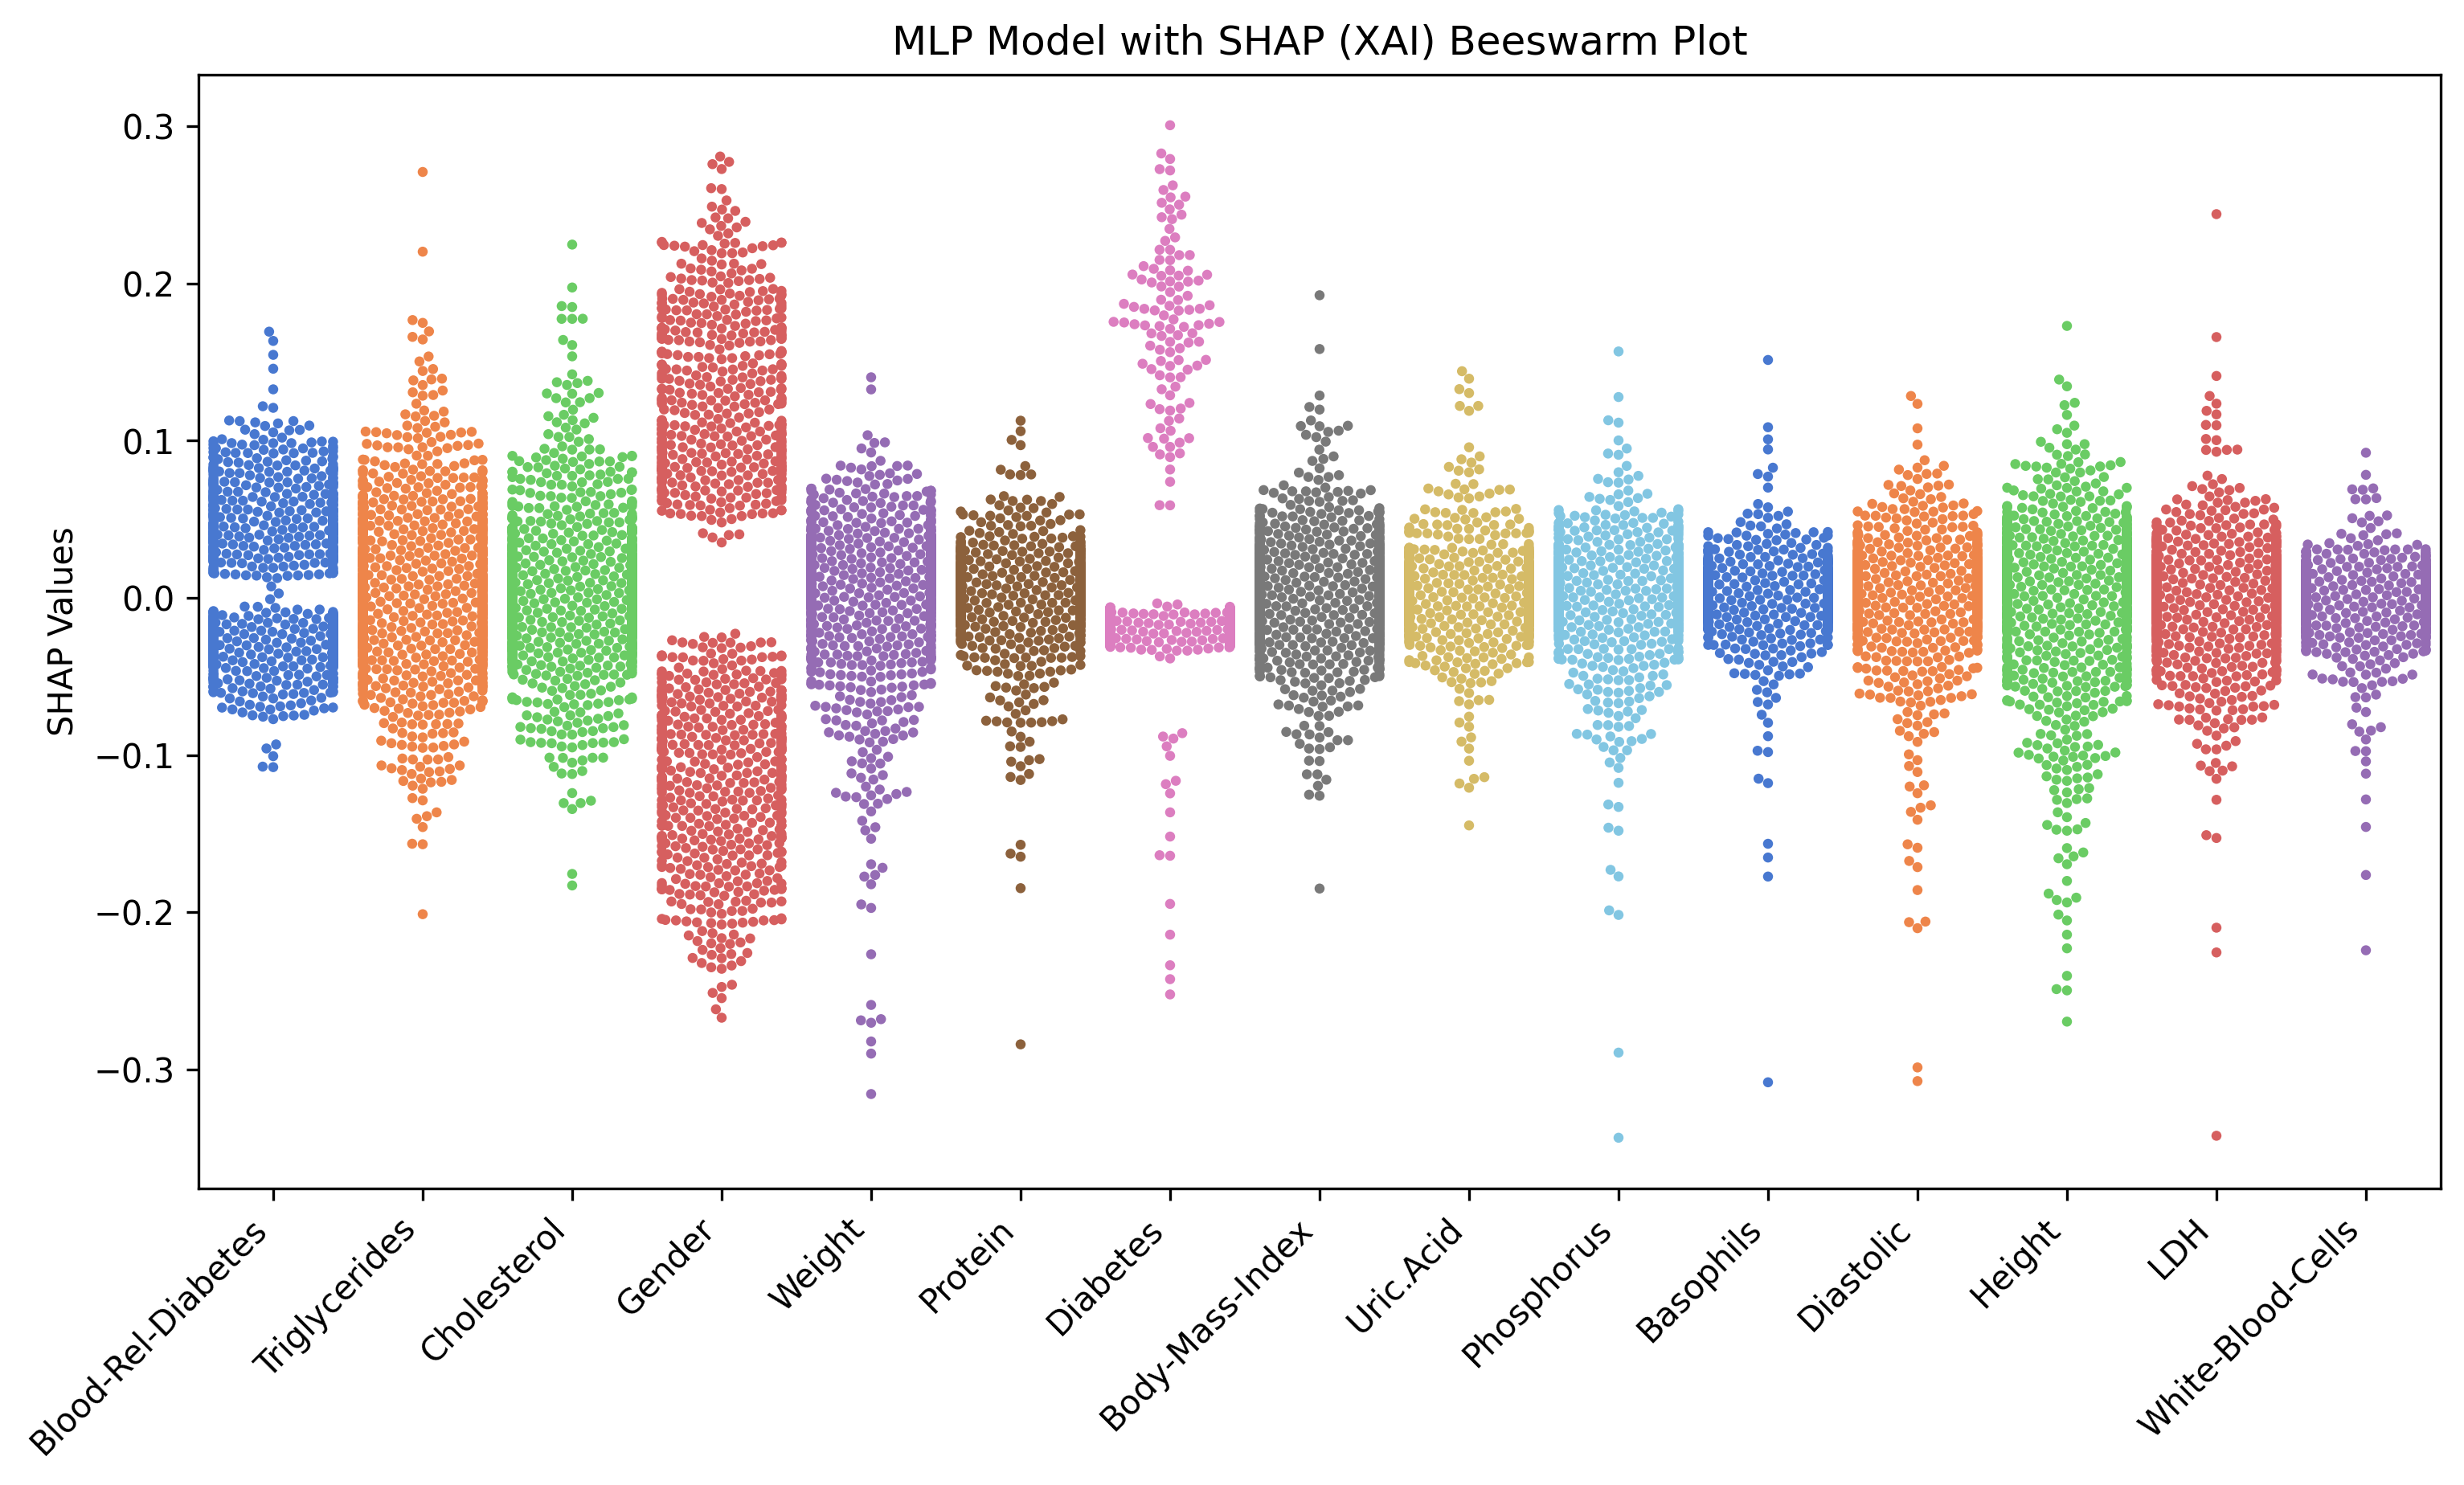 MLP Model with SHAP (XAI) Beeswarm Plot
SHAP Values
0.3
0.2
0.1
0.0
−0.1
−0.2
−0.3
Blood-Rel-Diabetes
Triglycerides
Cholesterol
Gender
Weight
Protein
Diabetes
Body-Mass-Index
Uric.Acid
Phosphorus
Basophils
Diastolic
Height
LDH
White-Blood-Cells